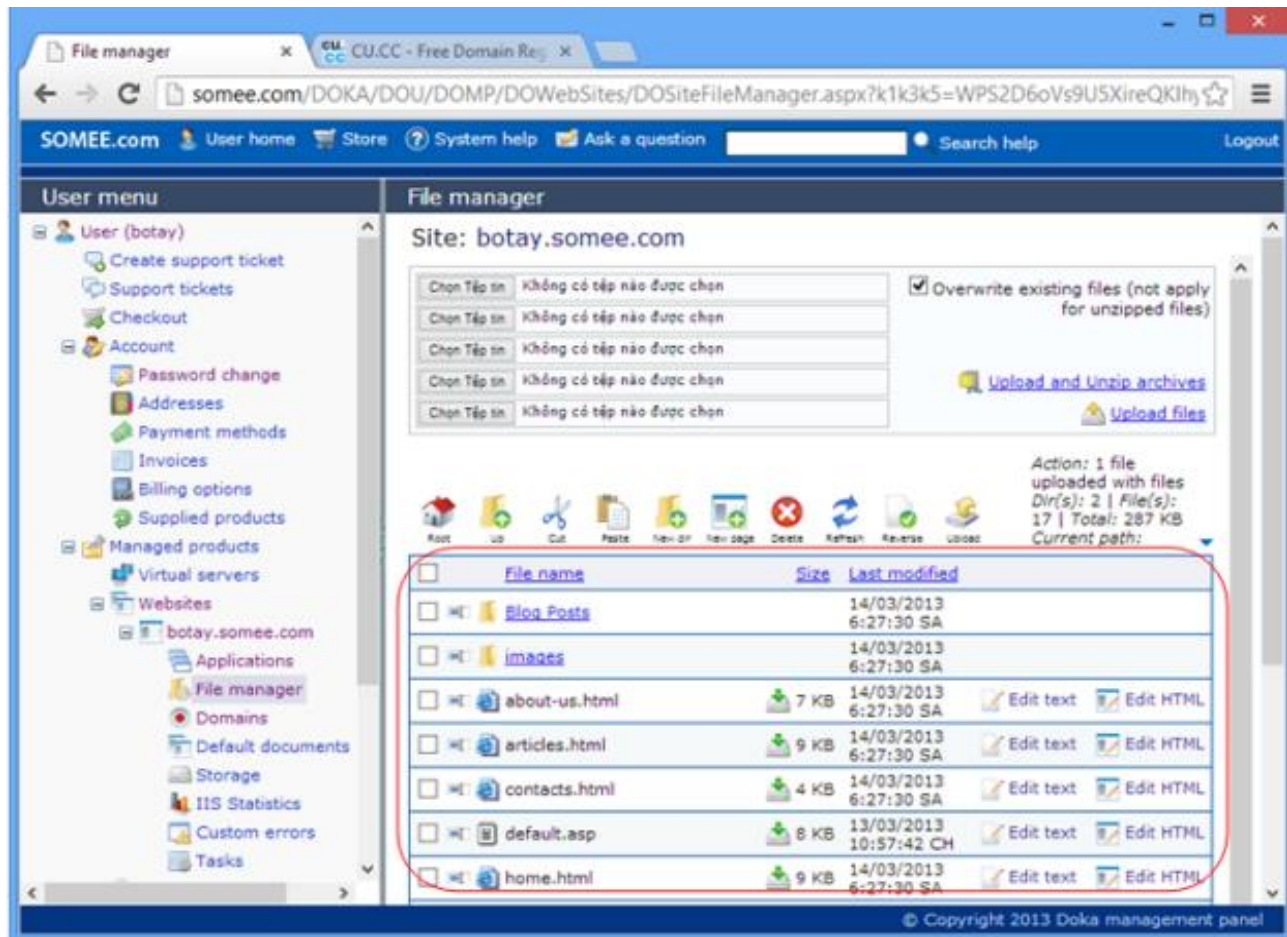 File manager
CU.CC - Free Domain Reg
somee.com/DOKA/DOU/DOMP/DOWebSites/DOSiteFileManager.aspx?k1k3k5=WPS2D6oVs9U5XireQKlhy
SOMEE.com User home Store System help Ask a question Search help Logout
User menu
User (botay)
Create support ticket
Support tickets
Checkout
Account
Password change
Addresses
Payment methods
Invoices
Billing options
Supplied products
Managed products
Virtual servers
Websites
botay.somee.com
Applications
File manager
Domains
Default documents
Storage
IIS Statistics
Custom errors
Tasks
File manager
Site: botay.somee.com
Chọn Tệp tin Không có tệp nào được chọn
Chọn Tệp tin Không có tệp nào được chọn
Chọn Tệp tin Không có tệp nào được chọn
Chọn Tệp tin Không có tệp nào được chọn
Chọn Tệp tin Không có tệp nào được chọn
Overwrite existing files (not apply
for unzipped files)
Upload and Unzip archives
Upload files
Action: 1 file
uploaded with files
Dir(s): 2 | File(s):
17 | Total: 287 KB
Current path:
Root Up Cut Paste New dir New page Delete Refresh Reverse Upload
File name Size Last modified
Blog Posts 14/03/2013
6:27:30 SA
images 14/03/2013
6:27:30 SA
about-us.html 7 KB 14/03/2013
6:27:30 SA Edit text Edit HTML
articles.html 9 KB 14/03/2013
6:27:30 SA Edit text Edit HTML
contacts.html 4 KB 14/03/2013
6:27:30 SA Edit text Edit HTML
default.asp 8 KB 13/03/2013
10:57:42 CH Edit text Edit HTML
home.html 9 KB 14/03/2013
6:27:30 SA Edit text Edit HTML
© Copyright 2013 Doka management panel